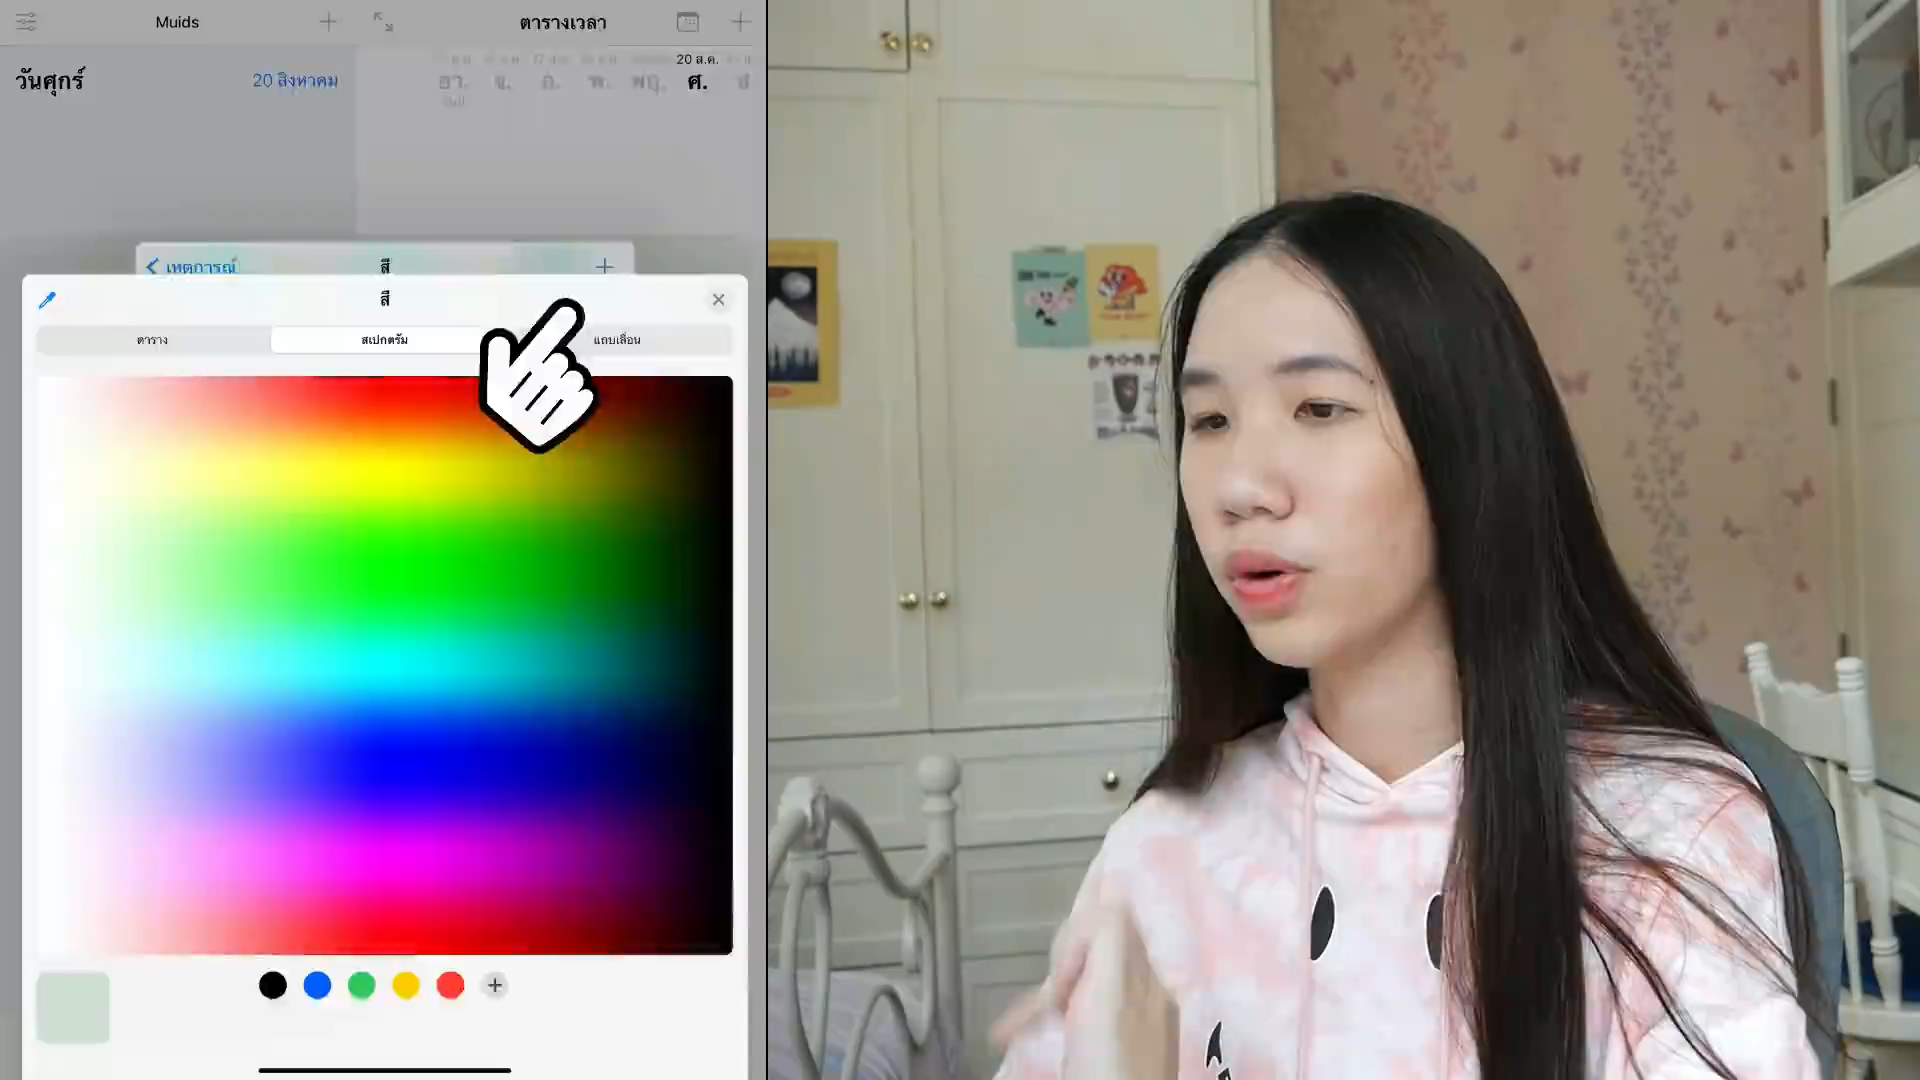 Muids
ตารางเวลา
วันศุกร์
20 สิงหาคม
20 ส.ค.
อา.
จ.
อ.
พ.
พฤ.
ศ.
ส
เหตุการณ์
สี
สี
ตาราง
สเปกตรัม
แถบเลื่อน